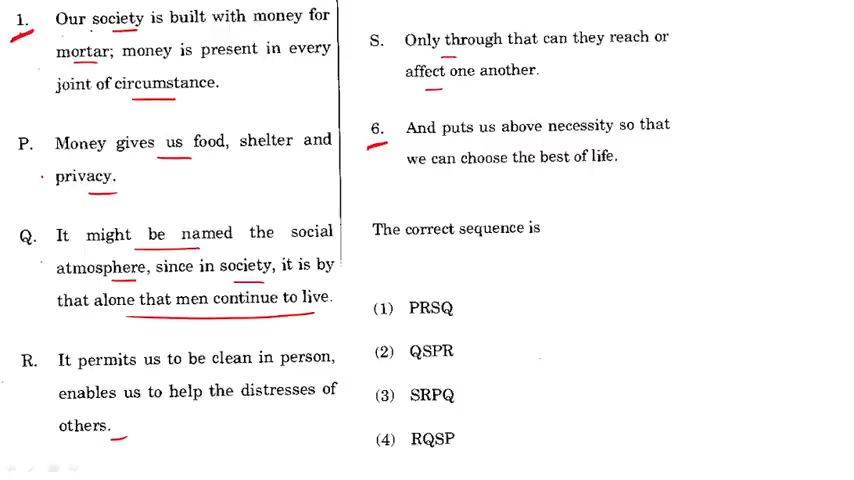 1. Our society is built with money for
mortar; money is present in every
joint of circumstance.
P. Money gives us food, shelter and
privacy.
Q. It might be named the social
atmosphere, since in society, it is by
that alone that men continue to live.
R. It permits us to be clean in person,
enables us to help the distresses of
others.
S. Only through that can they reach or
affect one another.
6. And puts us above necessity so that
we can choose the best of life.
The correct sequence is
(1) PRSQ
(2) QSPR
(3) SRPQ
(4) RQSP